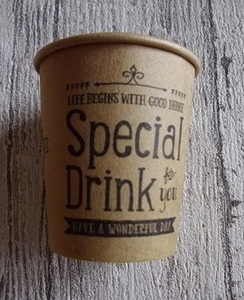 LIFE BEGINS WITH GOOD DRINK
Special
Drink for you
HAVE A WONDERFUL DAY